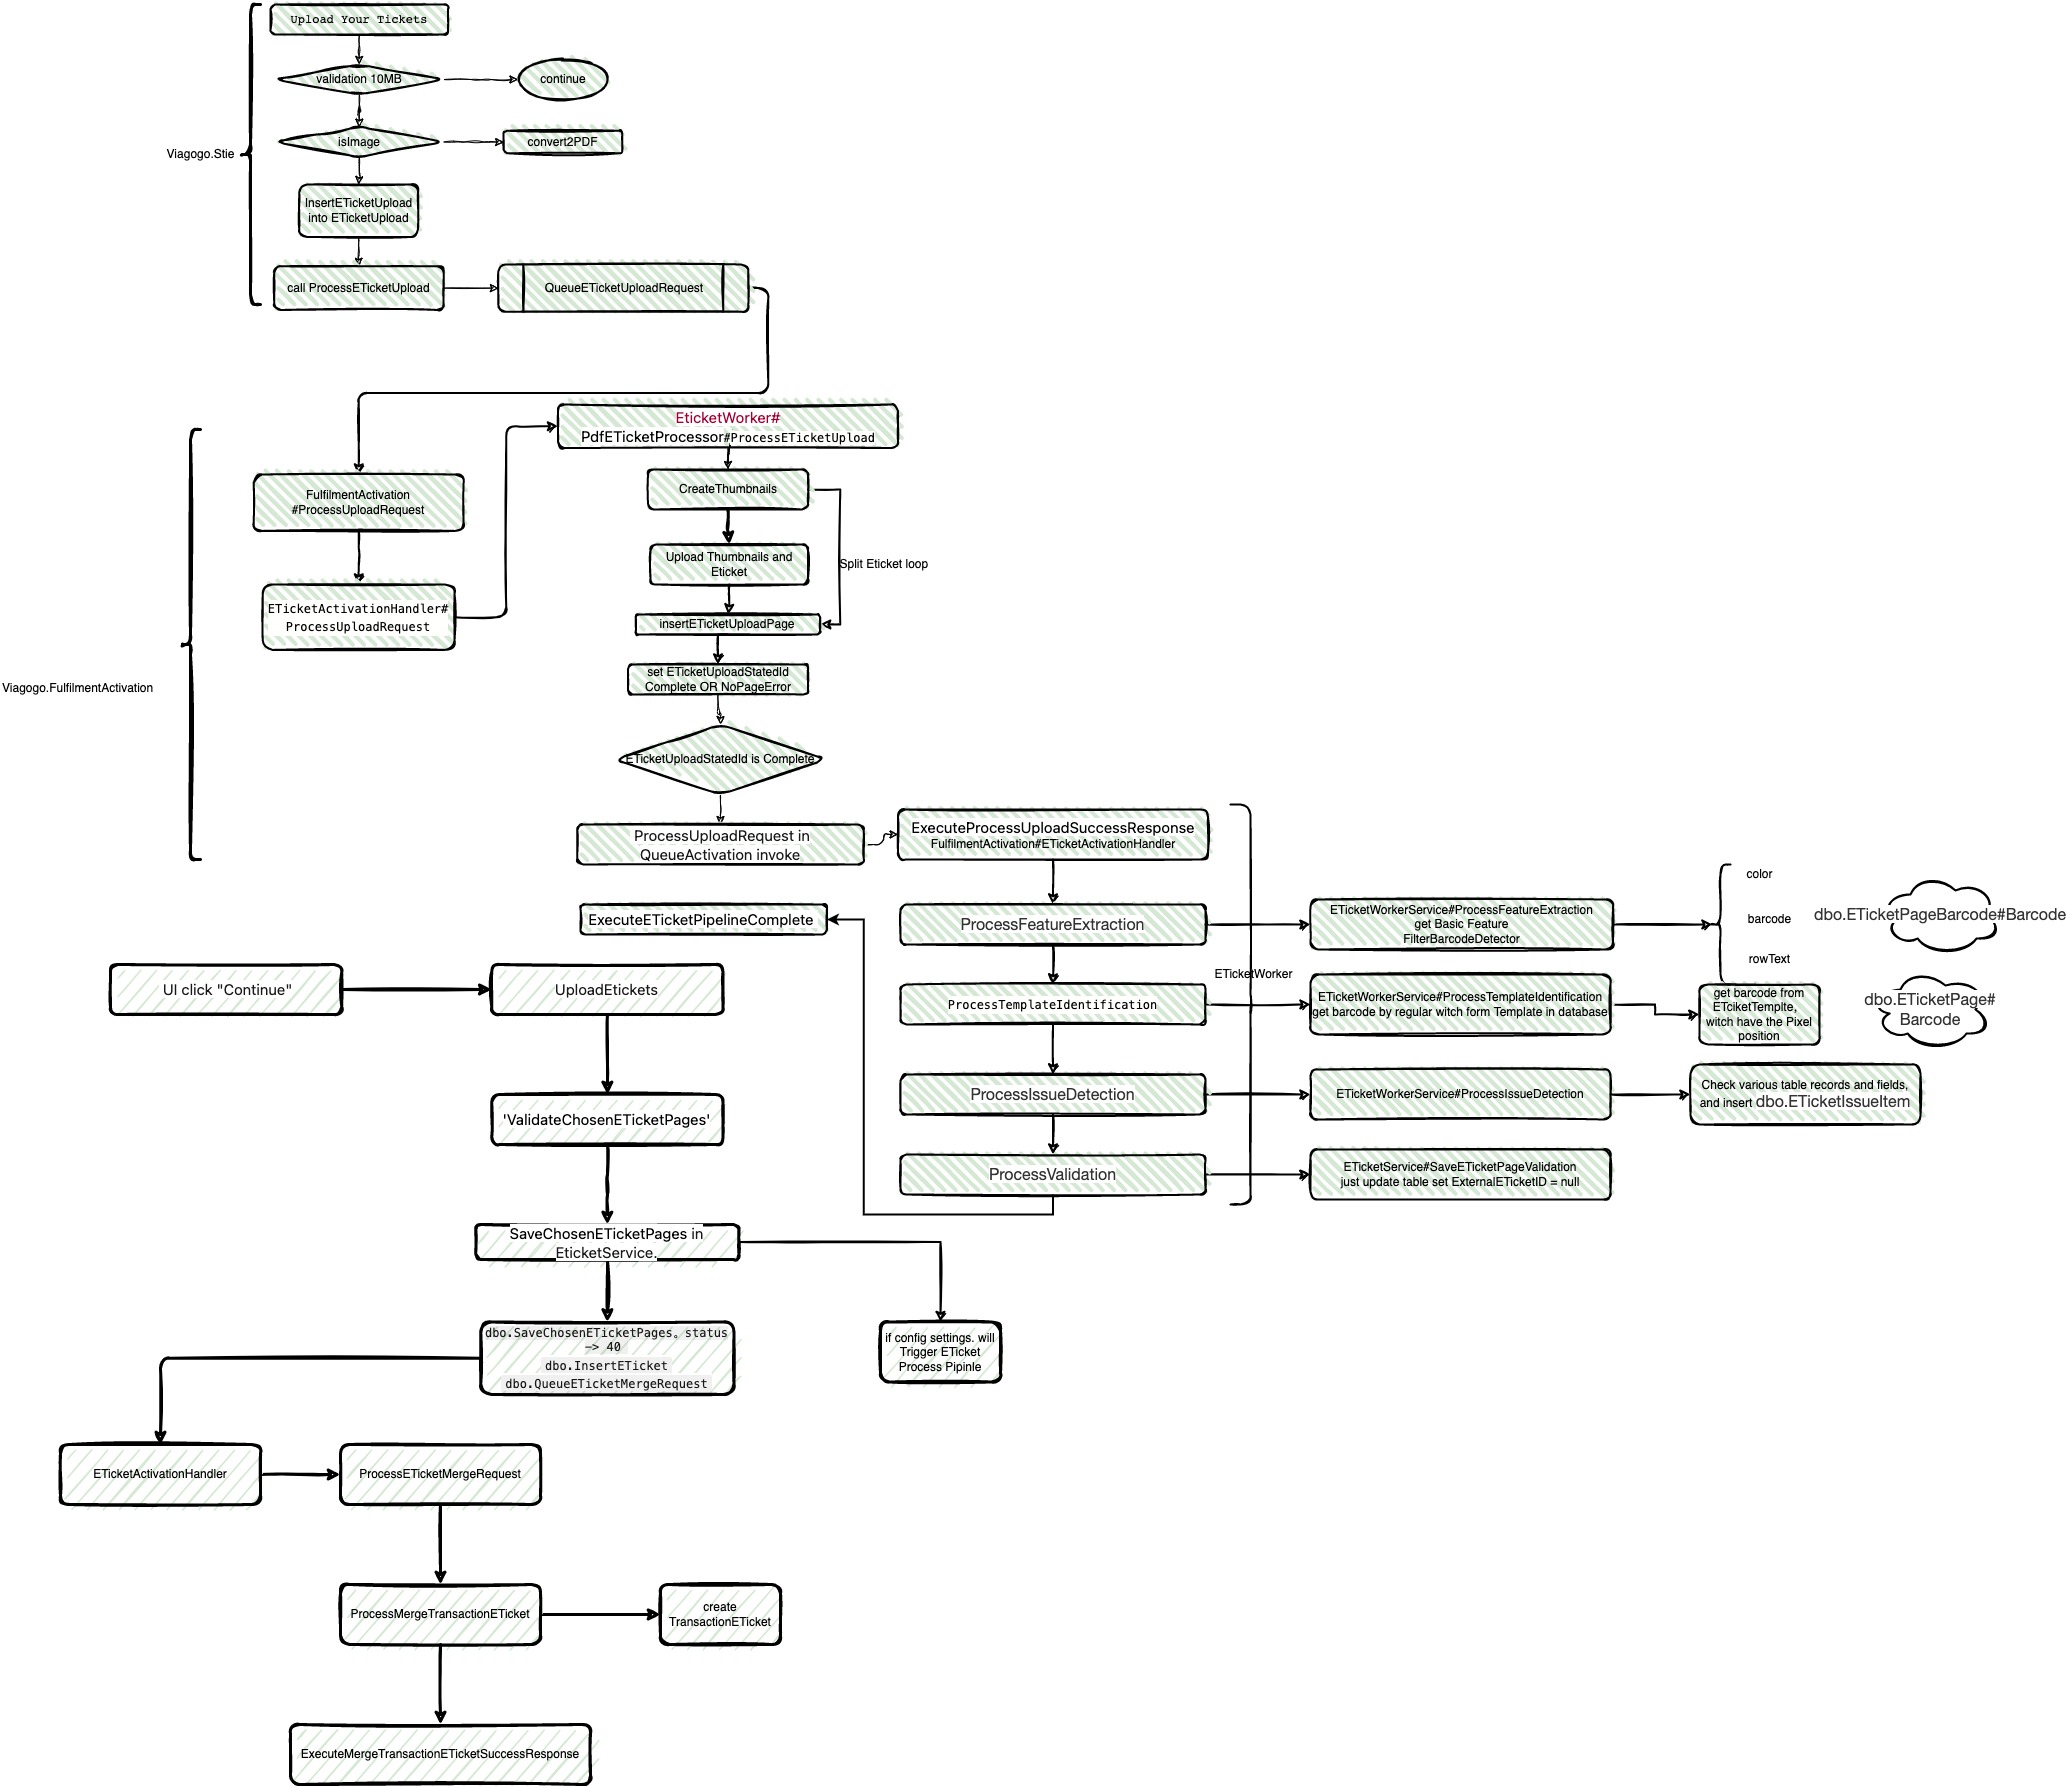 Upload Your Tickets
validation 10MB
continue
isImage
convert2PDF
Viagogo.Stie
InsertETicketUpload
into ETicketUpload
call ProcessETicketUpload
QueueETicketUploadRequest
EticketWorker#
PdfETicketProcessor#ProcessETicketUpload
FulfilmentActivation
#ProcessUploadRequest
CreateThumbnails
Upload Thumbnails and
Eticket
Split Eticket loop
ETicketActivationHandler#
ProcessUploadRequest
insertETicketUploadPage
set ETicketUploadStatedId
Complete OR NoPageError
Viagogo.FulfilmentActivation
ETicketUploadStatedId is Complete
ProcessUploadRequest in
QueueActivation invoke
ExecuteProcessUploadSuccessResponse
FulfilmentActivation#ETicketActivationHandler
ExecuteETicketPipelineComplete
ProcessFeatureExtraction
ETicketWorkerService#ProcessFeatureExtraction
get Basic Feature
FilterBarcodeDetector
color
barcode
rowText
dbo.ETicketPageBarcode#Barcode
ETicketWorker
UI click "Continue"
UploadEtickets
ProcessTemplateIdentification
ETicketWorkerService#ProcessTemplateIdentification
get barcode by regular witch form Template in database
get barcode from
ETciketTemplte,
witch have the Pixel
position
dbo.ETicketPage#
Barcode
ProcessIssueDetection
ETicketWorkerService#ProcessIssueDetection
Check various table records and fields,
and insert dbo.ETicketIssueItem
'ValidateChosenETicketPages'
ProcessValidation
ETicketService#SaveETicketPageValidation
just update table set ExternalETicketID = null
SaveChosenETicketPages in
EticketService.
dbo.SaveChosenETicketPages。status
—> 40
dbo.InsertETicket
dbo.QueueETicketMergeRequest
if config settings. will
Trigger ETicket
Process Pipinle
ETicketActivationHandler
ProcessETicketMergeRequest
ProcessMergeTransactionETicket
create
TransactionETicket
ExecuteMergeTransactionETicketSuccessResponse